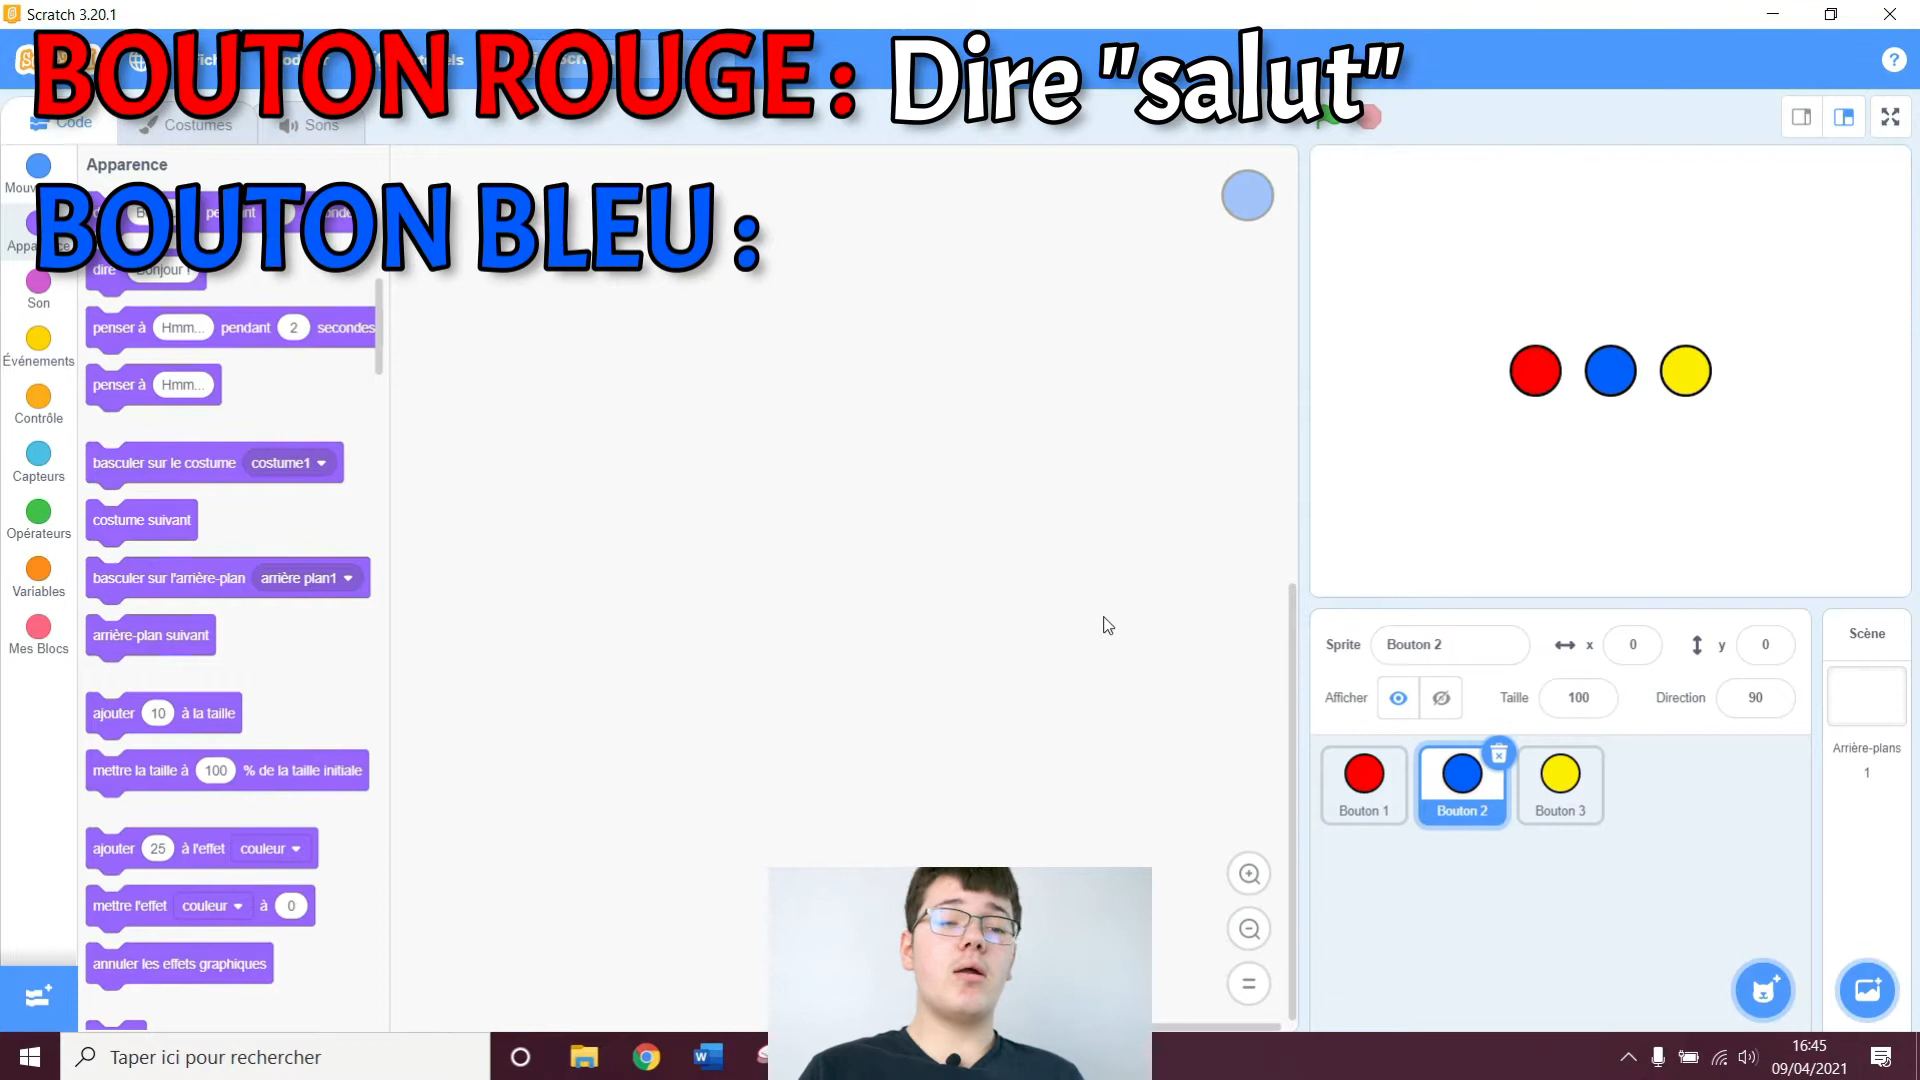 Scratch 3.20.1
BOUTON ROUGE : Dire "salut"
Code
Costumes
Sons
BOUTON BLEU :
Apparence
dire
pendant
dire Bonjour !
penser à Hmm... pendant 2 secondes
penser à Hmm...
basculer sur le costume costume1
costume suivant
basculer sur l'arrière-plan arrière plan1
arrière-plan suivant
ajouter 10 à la taille
mettre la taille à 100 % de la taille initiale
ajouter 25 à l'effet couleur
mettre l'effet couleur à 0
annuler les effets graphiques
Son
Événements
Contrôle
Capteurs
Opérateurs
Variables
Mes Blocs
Sprite Bouton 2 x 0 y 0
Afficher Taille 100 Direction 90
Bouton 1
Bouton 2
Bouton 3
Scène
Arrière-plans
1
Taper ici pour rechercher
16:45
09/04/2021